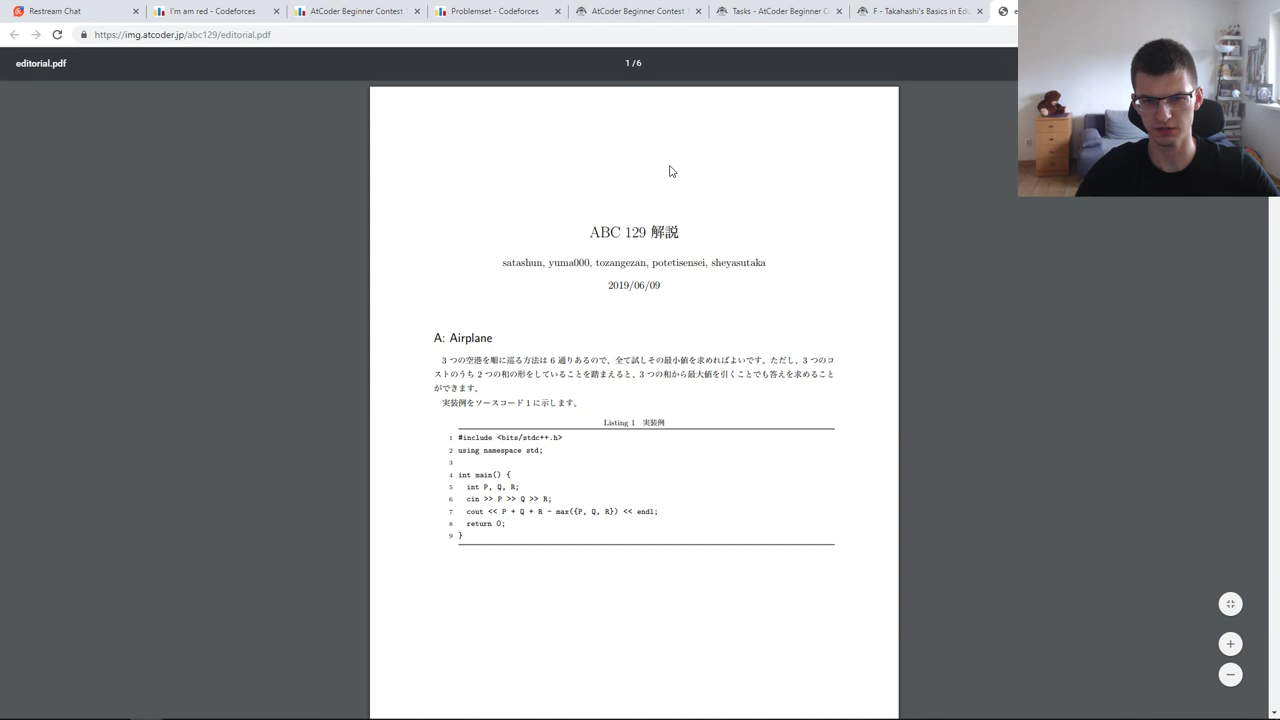 Restream Chat
I'm am red - Codeforces
AtCoder Beginner Contest
Problemset - Codeforces
AtCoder Beginner Contest
Tasks - AtCoder Beginner C
F - Takahashi's Basics in Edu
https://img.atcoder.jp/abc129/editorial.pdf
editorial.pdf
1 / 6
ABC 129 解説
satashun, yuma000, tozangezan, potetisensei, sheyasutaka
2019/06/09
A: Airplane
3 つの空港を順に巡る方法は 6 通りあるので、全て試しその最小値を求めればよいです。ただし、3 つのコ
ストのうち 2 つの和の形をしていることを踏まえると、3 つの和から最大値を引くことでも答えを求めること
ができます。
実装例をソースコード 1 に示します。
Listing 1 実装例
1 #include <bits/stdc++.h>
2 using namespace std;
3
4 int main() {
5 int P, Q, R;
6 cin >> P >> Q >> R;
7 cout << P + Q + R - max({P, Q, R}) << endl;
8 return 0;
9 }